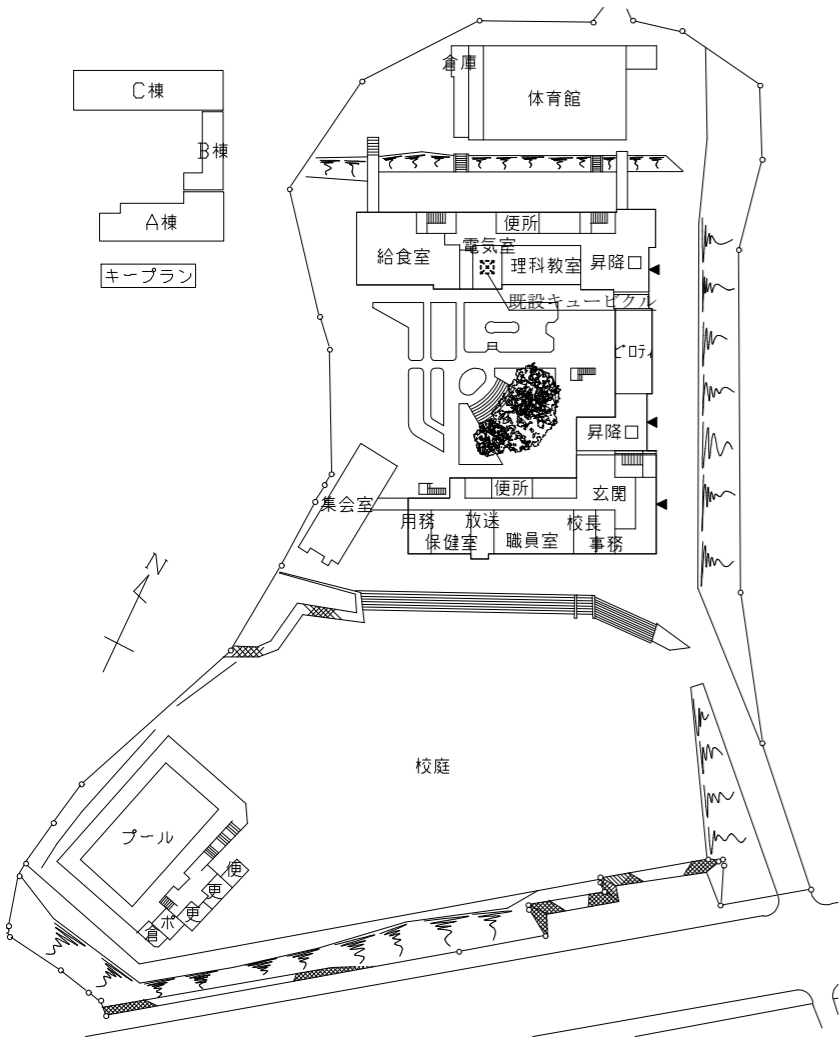 倉庫
体育館
C棟
B棟
A棟
キープラン
便所
電気室
給食室
理科教室
昇降口
既設キュービクル
ピロティ
昇降口
便所
玄関
集会室
用務
放送
校長
保健室
職員室
事務
N
校庭
プール
便
更
更
ポ
倉